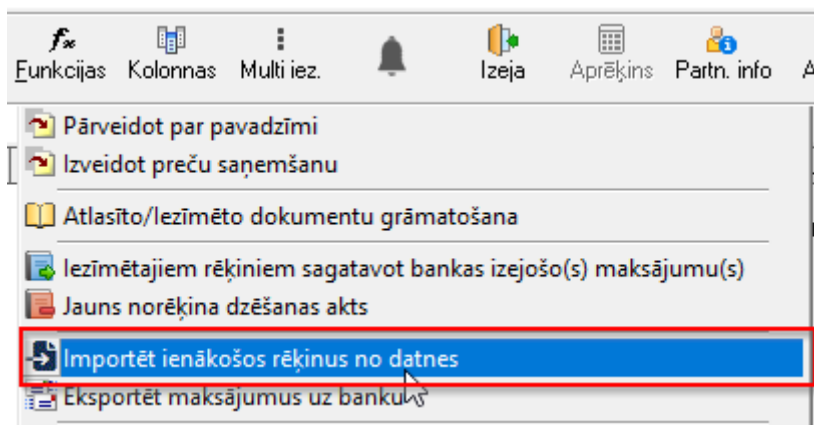 Funkcijas Kolonnas Multi iez. Izeja Aprēķins Partn. info
Pārveidot par pavadzīmi
Izveidot preču saņemšanu
Atlasīto/Iezīmēto dokumentu grāmatošana
Iezīmētajiem rēķiniem sagatavot bankas izejošo(s) maksājumu(s)
Jauns norēķina dzēšanas akts
Importēt ienākošos rēķinus no datnes
Eksportēt maksājumus uz banku